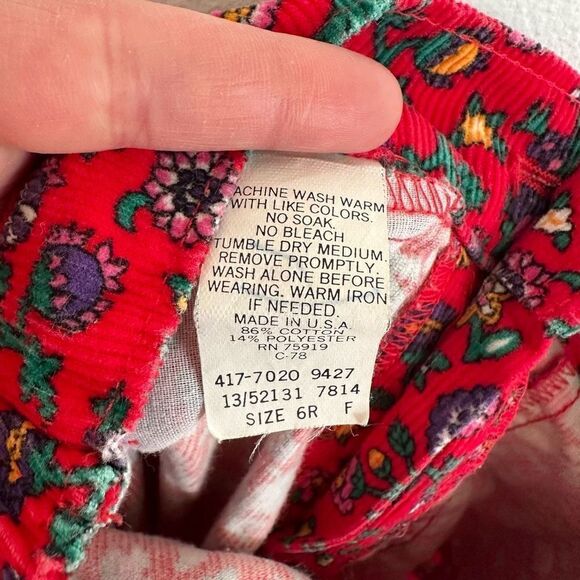 MACHINE WASH WARM
WITH LIKE COLORS.
NO SOAK.
NO BLEACH
TUMBLE DRY MEDIUM.
REMOVE PROMPTLY.
WASH ALONE BEFORE
WEARING. WARM IRON
IF NEEDED.
MADE IN U.S.A.
86% COTTON
14% POLYESTER
RN 75919
C-78
417-7020 9427
13/52131 7814
SIZE 6R F